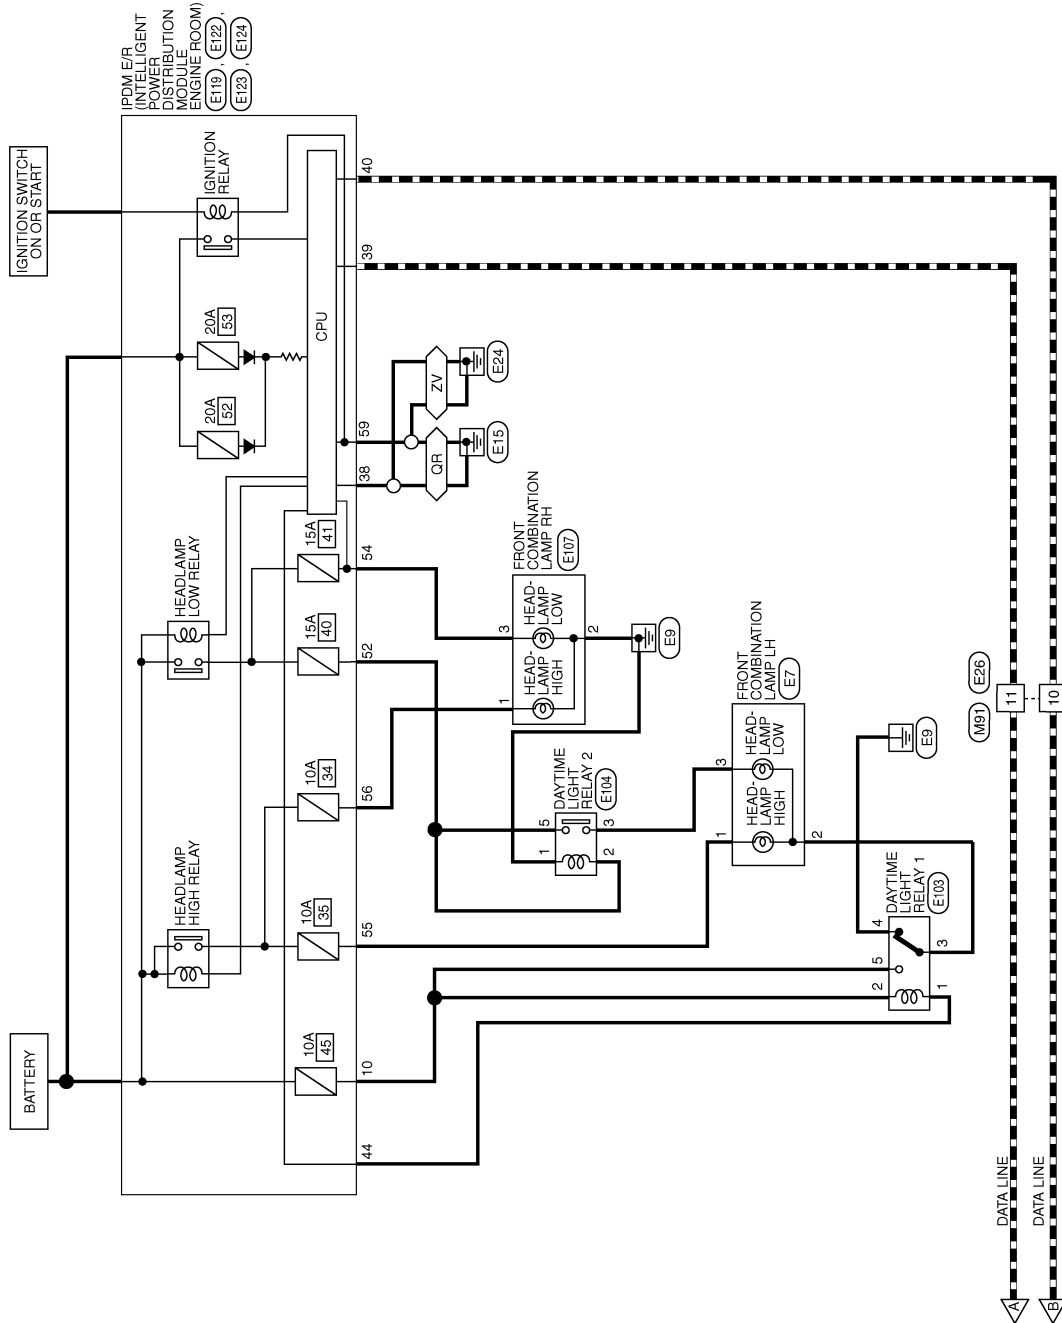 IPDM E/R
(INTELLIGENT
POWER
DISTRIBUTION
MODULE
ENGINE ROOM)
E119 , E122 ,
E123 , E124
IGNITION SWITCH
ON OR START
IGNITION
RELAY
40
39
CPU
20A
53
20A
52
59
38
ZV
E24
QR
E15
HEADLAMP
LOW RELAY
15A
41
54
15A
40
52
FRONT
COMBINATION
LAMP RH
E107
3
HEAD-
LAMP
LOW
2
1
HEAD-
LAMP
HIGH
E9
10A
34
56
HEADLAMP
HIGH RELAY
10A
35
55
DAYTIME
LIGHT
RELAY 2
E104
5
3
1
2
FRONT
COMBINATION
LAMP LH
E7
3
HEAD-
LAMP
LOW
1
HEAD-
LAMP
HIGH
2
E9
M91
E26
11
10
DAYTIME
LIGHT
RELAY 1
E103
4
5
3
2
1
BATTERY
10A
45
10
44
DATA LINE
DATA LINE
A
B